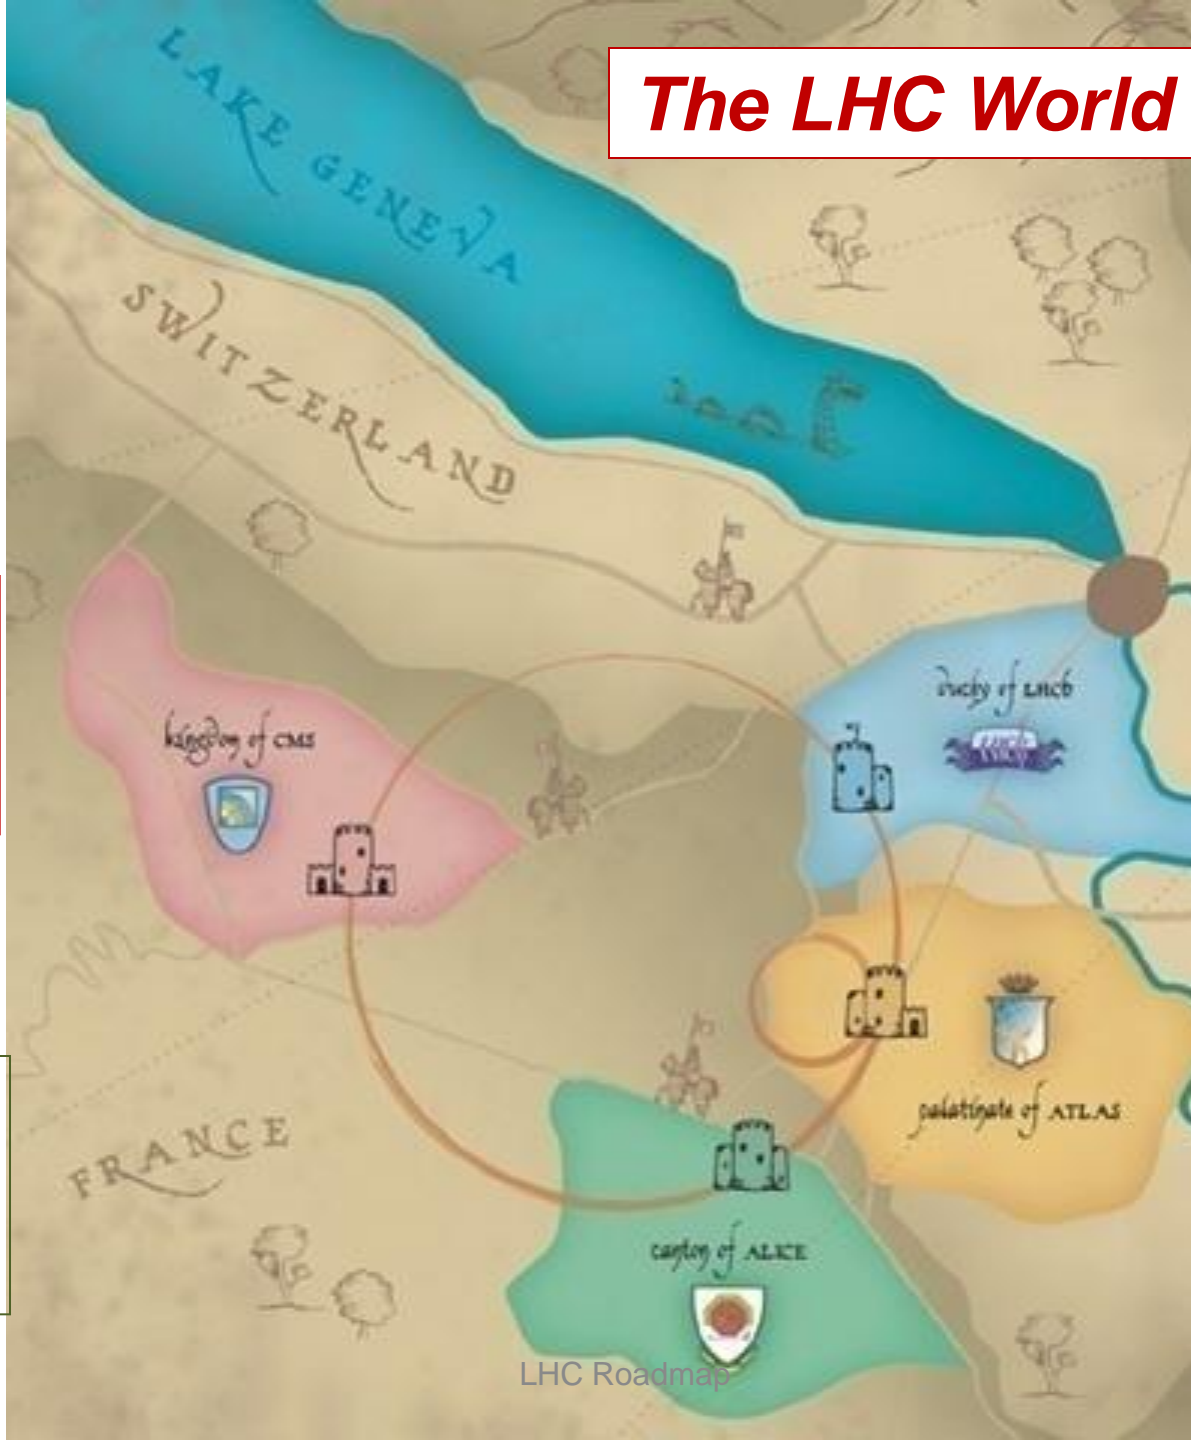 The LHC World
LAKE GENEVA
SWITZERLAND
duchy of LHCb
kingdom of CMS
palatinate of ATLAS
FRANCE
canton of ALICE
LHC Roadmap